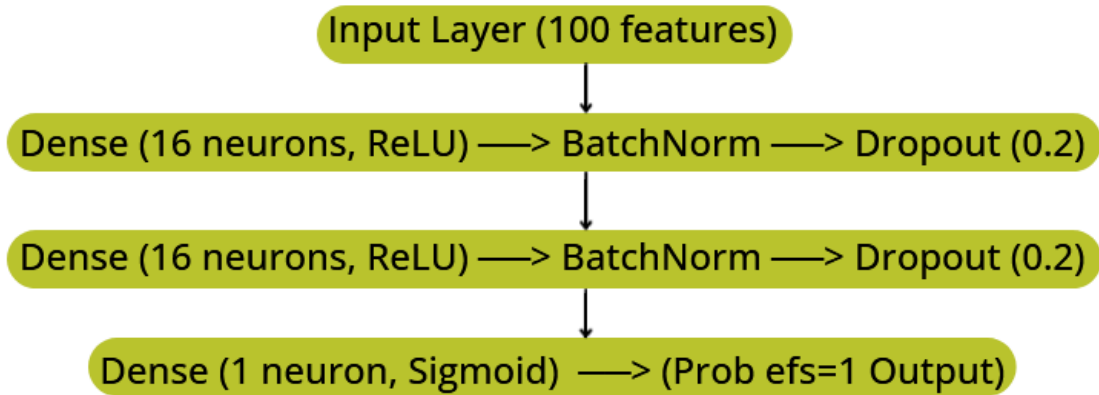 Input Layer (100 features)
Dense (16 neurons, ReLU) ——> BatchNorm ——> Dropout (0.2)
Dense (16 neurons, ReLU) ——> BatchNorm ——> Dropout (0.2)
Dense (1 neuron, Sigmoid) ——> (Prob efs=1 Output)